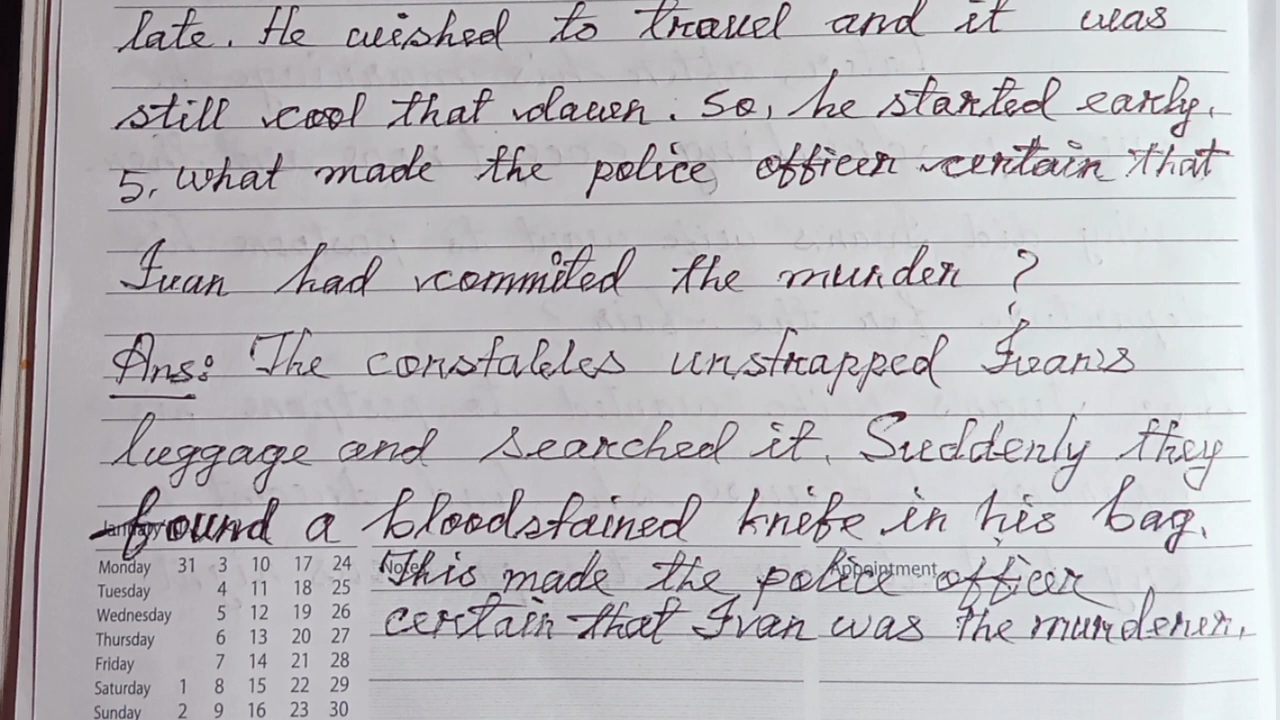 late. He wished to travel and it was
still cool that dawn. So, he started early.
5. What made the police officer certain that
Ivan had commited the murder ?
Ans: The constables unstrapped Ivan's
luggage and searched it. Suddenly they
found a bloodstained knife in his bag.
January
Monday 31 3 10 17 24
Tuesday 4 11 18 25
Wednesday 5 12 19 26
Thursday 6 13 20 27
Friday 7 14 21 28
Saturday 1 8 15 22 29
Sunday 2 9 16 23 30
Notes
Appointment
This made the police officer
certain that Ivan was the murderer.